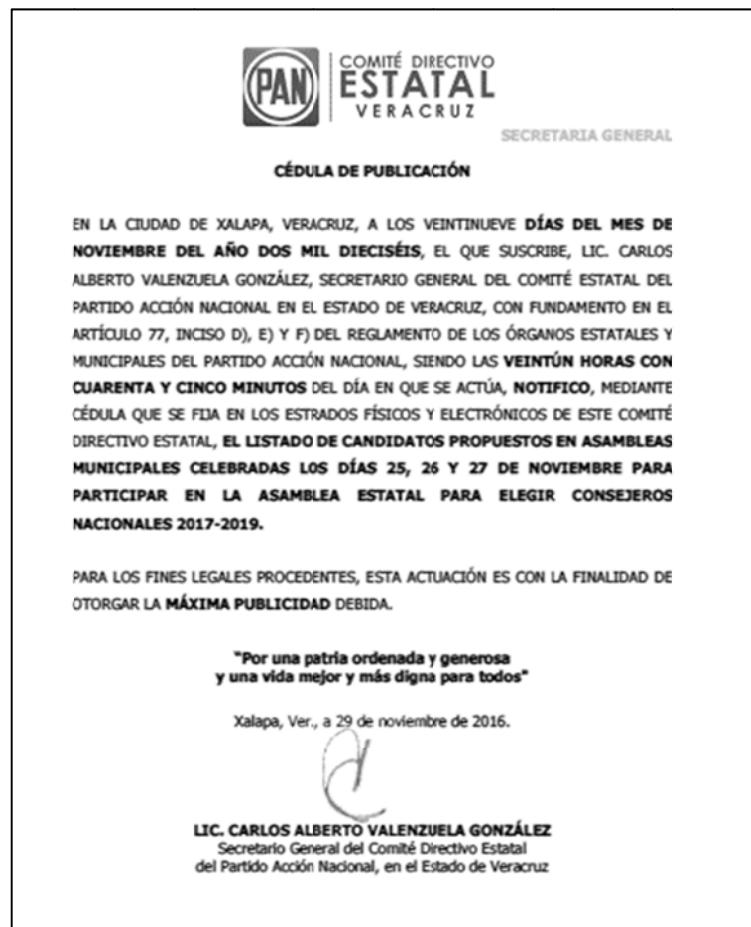 PAN
COMITÉ DIRECTIVO
ESTATAL
VERACRUZ
SECRETARIA GENERAL
CÉDULA DE PUBLICACIÓN
EN LA CIUDAD DE XALAPA, VERACRUZ, A LOS VEINTINUEVE DÍAS DEL MES DE
NOVIEMBRE DEL AÑO DOS MIL DIECISÉIS, EL QUE SUSCRIBE, LIC. CARLOS
ALBERTO VALENZUELA GONZÁLEZ, SECRETARIO GENERAL DEL COMITÉ ESTATAL DEL
PARTIDO ACCIÓN NACIONAL EN EL ESTADO DE VERACRUZ, CON FUNDAMENTO EN EL
ARTÍCULO 77, INCISO D), E) Y F) DEL REGLAMENTO DE LOS ÓRGANOS ESTATALES Y
MUNICIPALES DEL PARTIDO ACCIÓN NACIONAL, SIENDO LAS VEINTÚN HORAS CON
CUARENTA Y CINCO MINUTOS DEL DÍA EN QUE SE ACTÚA, NOTIFICO, MEDIANTE
CÉDULA QUE SE FIJA EN LOS ESTRADOS FÍSICOS Y ELECTRÓNICOS DE ESTE COMITÉ
DIRECTIVO ESTATAL, EL LISTADO DE CANDIDATOS PROPUESTOS EN ASAMBLEAS
MUNICIPALES CELEBRADAS LOS DÍAS 25, 26 Y 27 DE NOVIEMBRE PARA
PARTICIPAR EN LA ASAMBLEA ESTATAL PARA ELEGIR CONSEJEROS
NACIONALES 2017-2019.
PARA LOS FINES LEGALES PROCEDENTES, ESTA ACTUACIÓN ES CON LA FINALIDAD DE
OTORGAR LA MÁXIMA PUBLICIDAD DEBIDA.
"Por una patria ordenada y generosa
y una vida mejor y más digna para todos"
Xalapa, Ver., a 29 de noviembre de 2016.
LIC. CARLOS ALBERTO VALENZUELA GONZÁLEZ
Secretario General del Comité Directivo Estatal
del Partido Acción Nacional, en el Estado de Veracruz